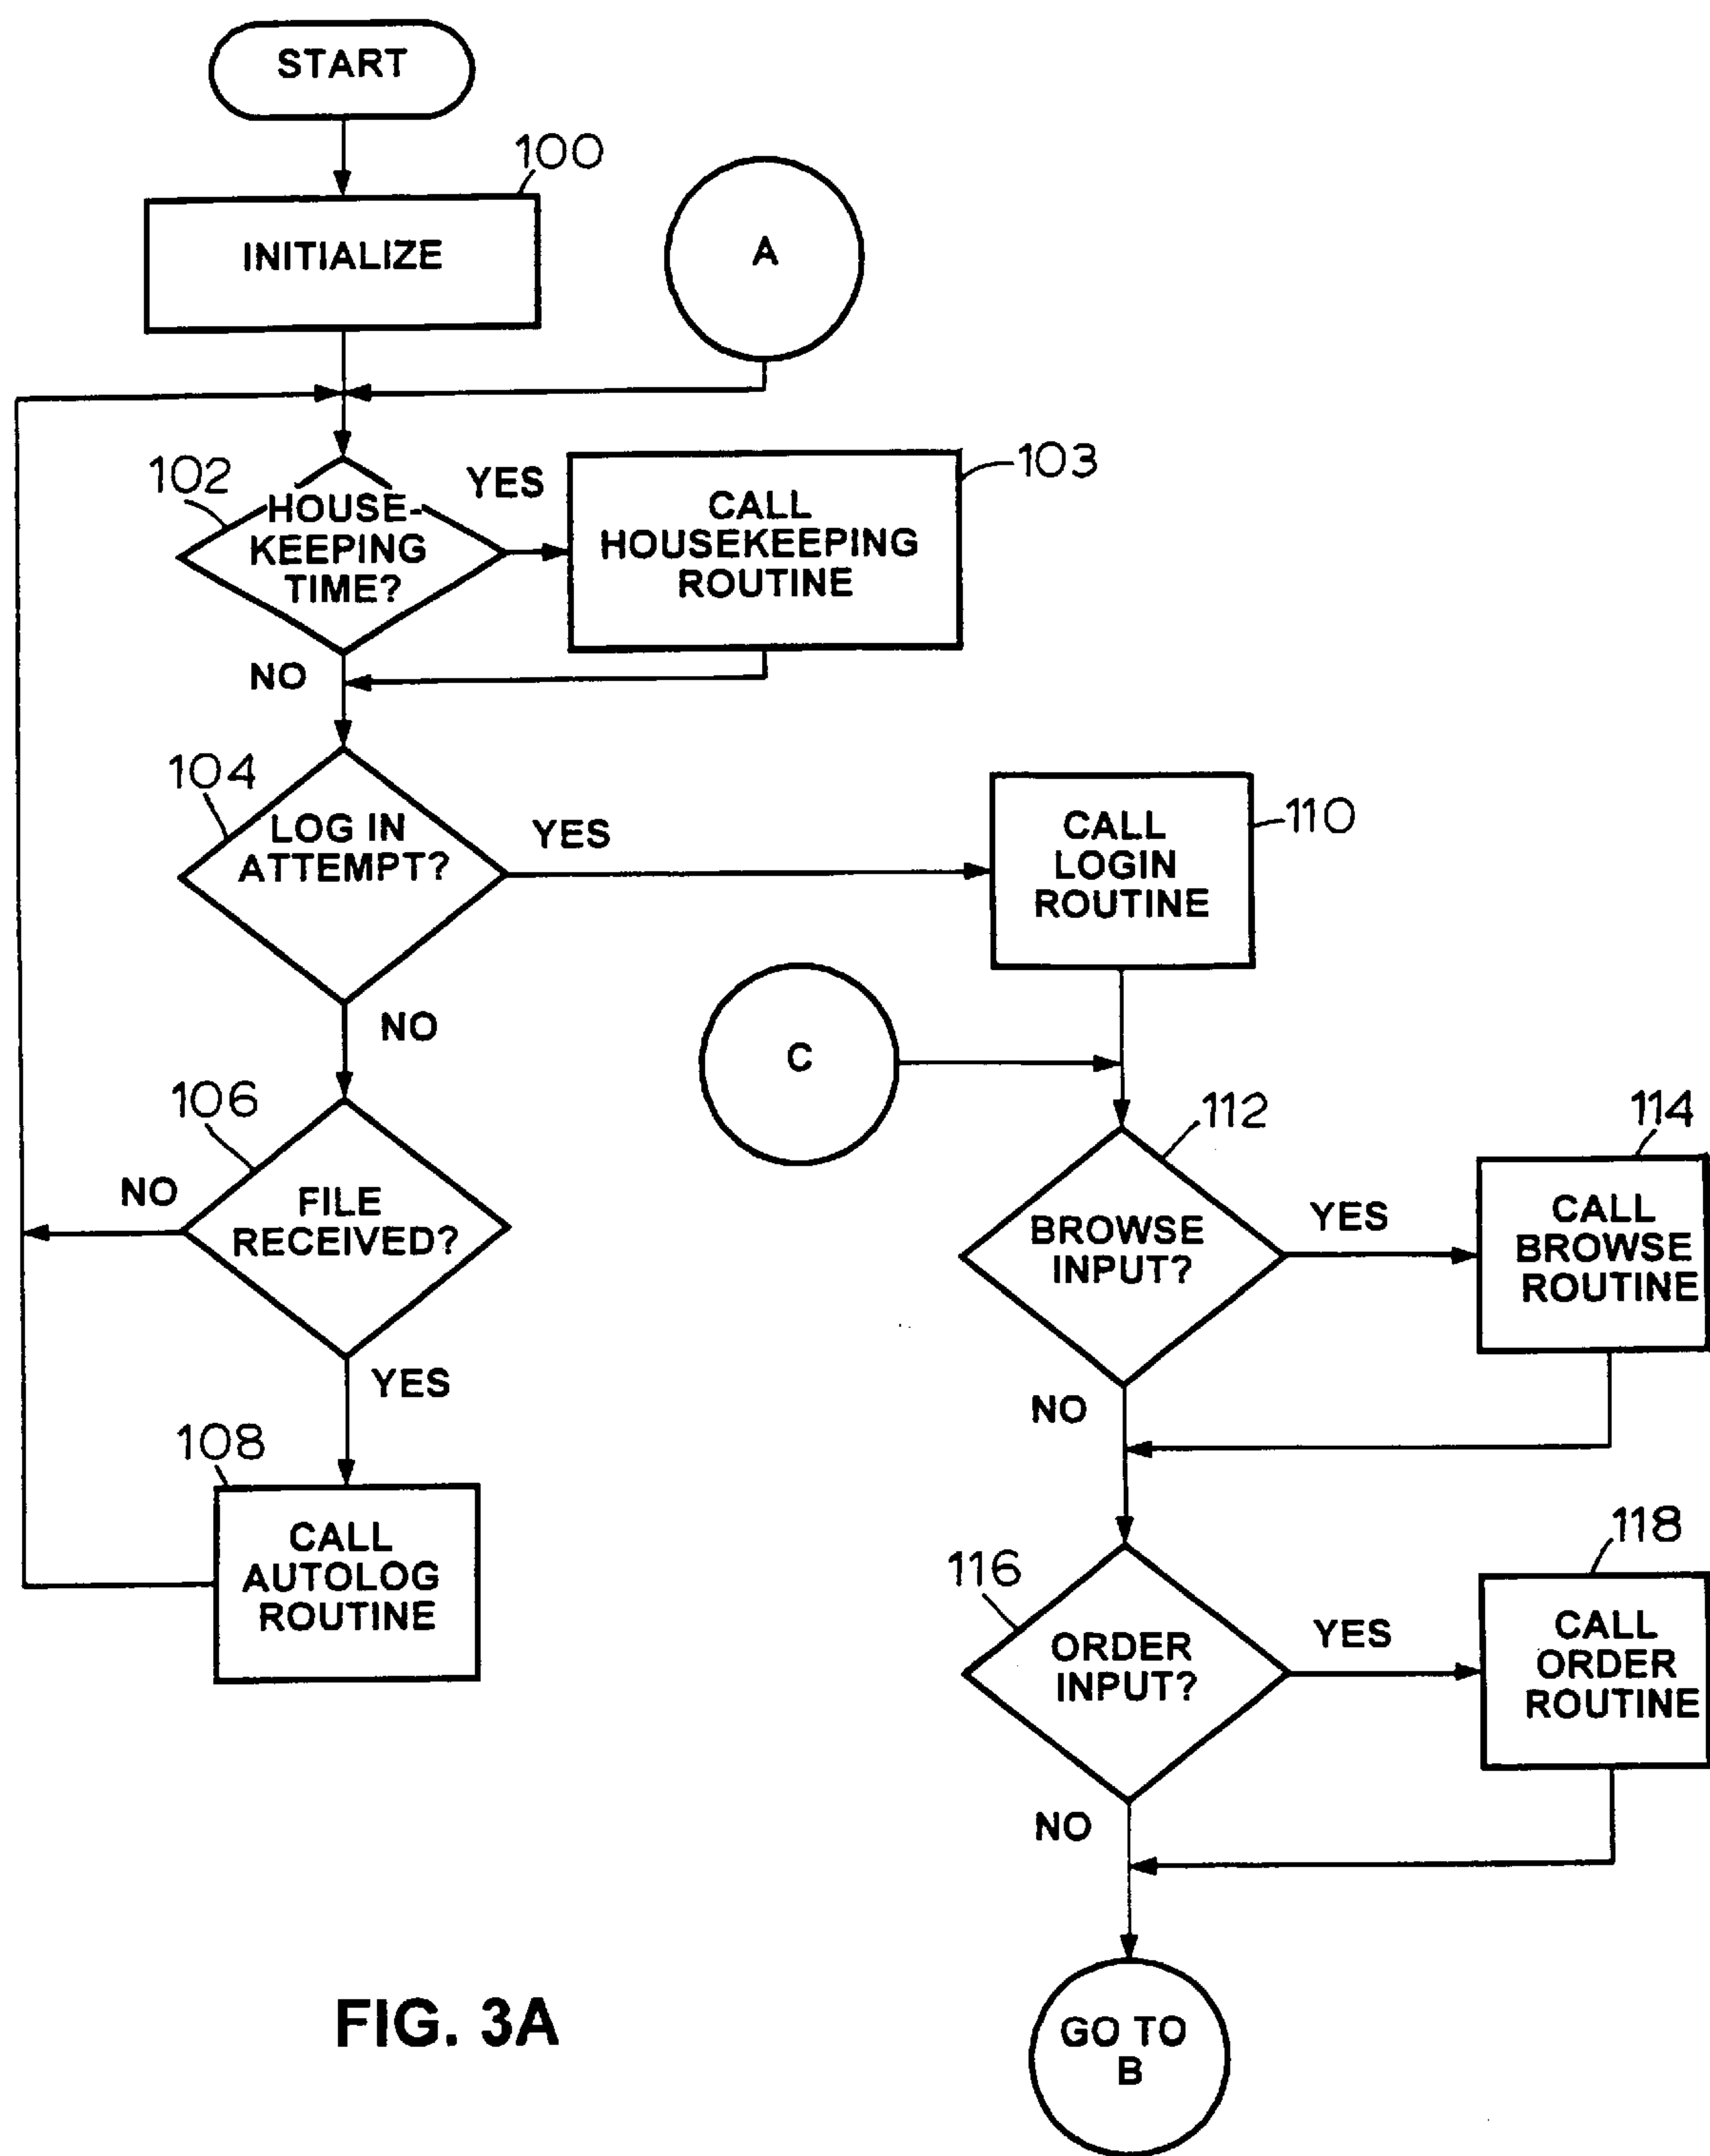 START
100
INITIALIZE
A
102
HOUSE-
KEEPING
TIME?
YES
103
CALL
HOUSEKEEPING
ROUTINE
NO
104
LOG IN
ATTEMPT?
YES
110
CALL
LOGIN
ROUTINE
NO
C
106
FILE
RECEIVED?
NO
YES
112
BROWSE
INPUT?
YES
114
CALL
BROWSE
ROUTINE
NO
108
CALL
AUTOLOG
ROUTINE
116
ORDER
INPUT?
YES
118
CALL
ORDER
ROUTINE
NO
GO TO
B
FIG. 3A